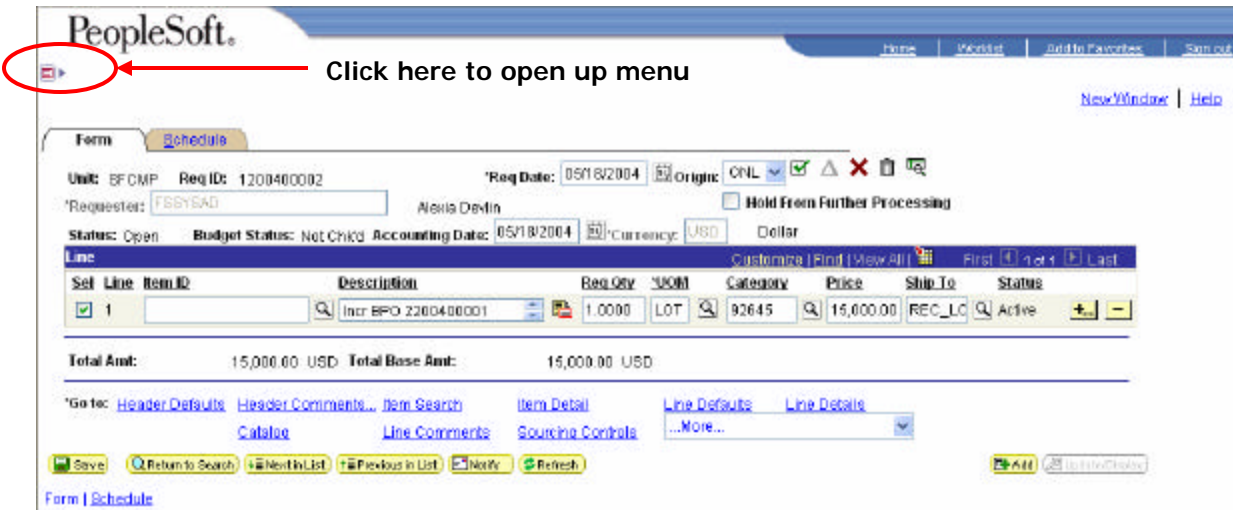 PeopleSoft.
Home | Worklist | Add to Favorites | Sign out
Click here to open up menu
New Window | Help
Form Schedule
Unit: BFCMP Req ID: 1200400002 *Req Date: 05/18/2004 Origin: ONL
*Requester: FSSYSAD Alexia Devlin Hold From Further Processing
Status: Open Budget Status: Not Chk'd Accounting Date: 05/18/2004 *Currency: USD Dollar
Line Customize | Find | View All | First 1 of 1 Last
Sel Line Item ID Description Req Qty *UOM Category Price Ship To Status
1 Incr BPO 2200400001 1.0000 LOT 92645 15,000.00 REC_LO Active
Total Amt: 15,000.00 USD Total Base Amt: 15,000.00 USD
*Go to: Header Defaults Header Comments... Item Search Item Detail Line Defaults Line Details
Catalog Line Comments Sourcing Controls ...More...
Save Return to Search Next in List Previous in List Notify Refresh Add Update/Display
Form | Schedule